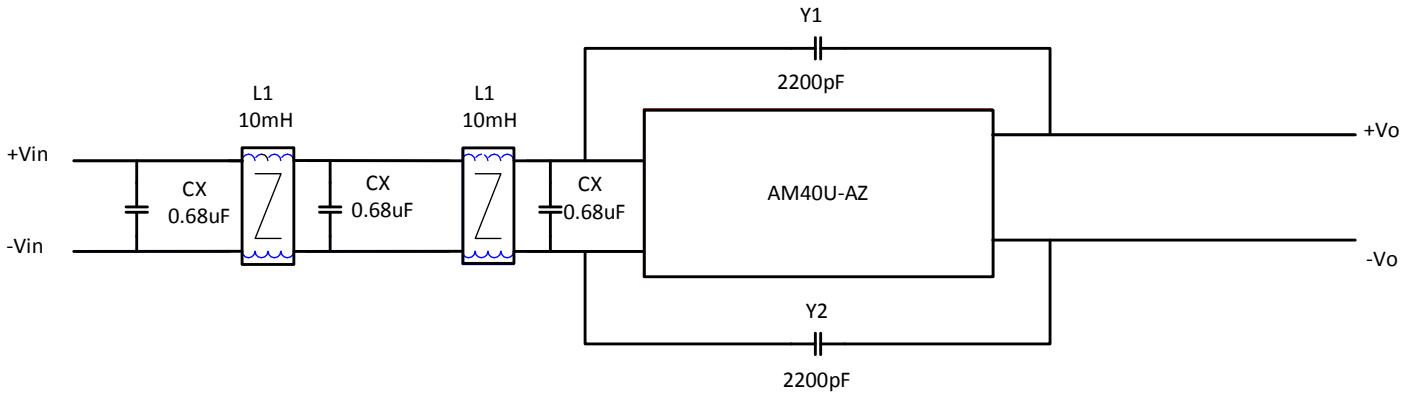 Y1
2200pF
L1
10mH
L1
10mH
+Vin
-Vin
CX
0.68uF
CX
0.68uF
CX
0.68uF
AM40U-AZ
+Vo
-Vo
Y2
2200pF